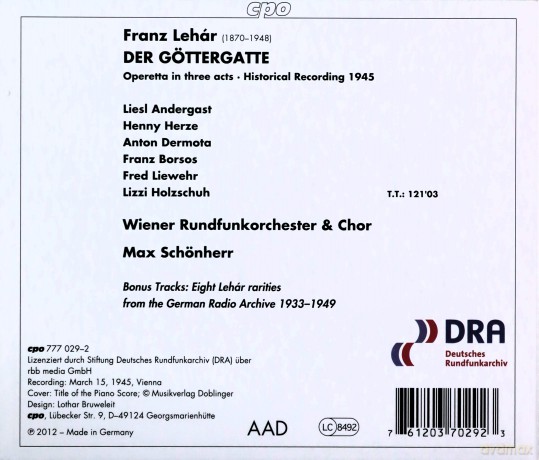 cpo
Franz Lehár (1870–1948)
DER GÖTTERGATTE
Operetta in three acts · Historical Recording 1945
Liesl Andergast
Henny Herze
Anton Dermota
Franz Borsos
Fred Liewehr
Lizzi Holzschuh
T.T.: 121'03
Wiener Rundfunkorchester & Chor
Max Schönherr
Bonus Tracks: Eight Lehár rarities
from the German Radio Archive 1933–1949
DRA
Deutsches
Rundfunkarchiv
cpo 777 029–2
Lizenziert durch Stiftung Deutsches Rundfunkarchiv (DRA) über
rbb media GmbH
Recording: March 15, 1945, Vienna
Cover: Title of the Piano Score; © Musikverlag Doblinger
Design: Lothar Bruweleit
cpo, Lübecker Str. 9, D–49124 Georgsmarienhütte
℗ 2012 – Made in Germany
AAD
LC 8492
7 61203 70292 3
avamax